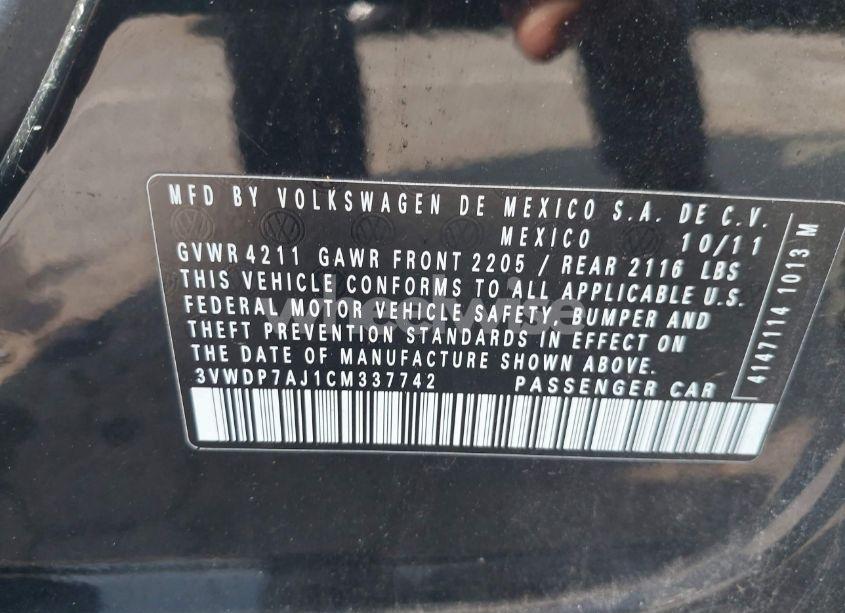 MFD BY VOLKSWAGEN DE MEXICO S.A. DE C.V.
MEXICO 10/11
GVWR 4211 GAWR FRONT 2205 / REAR 2116 LBS
THIS VEHICLE CONFORMS TO ALL APPLICABLE U.S.
FEDERAL MOTOR VEHICLE SAFETY, BUMPER AND
THEFT PREVENTION STANDARDS IN EFFECT ON
THE DATE OF MANUFACTURE SHOWN ABOVE.
3VWDP7AJ1CM337742 PASSENGER CAR
4147114 1013 M
wheelwise